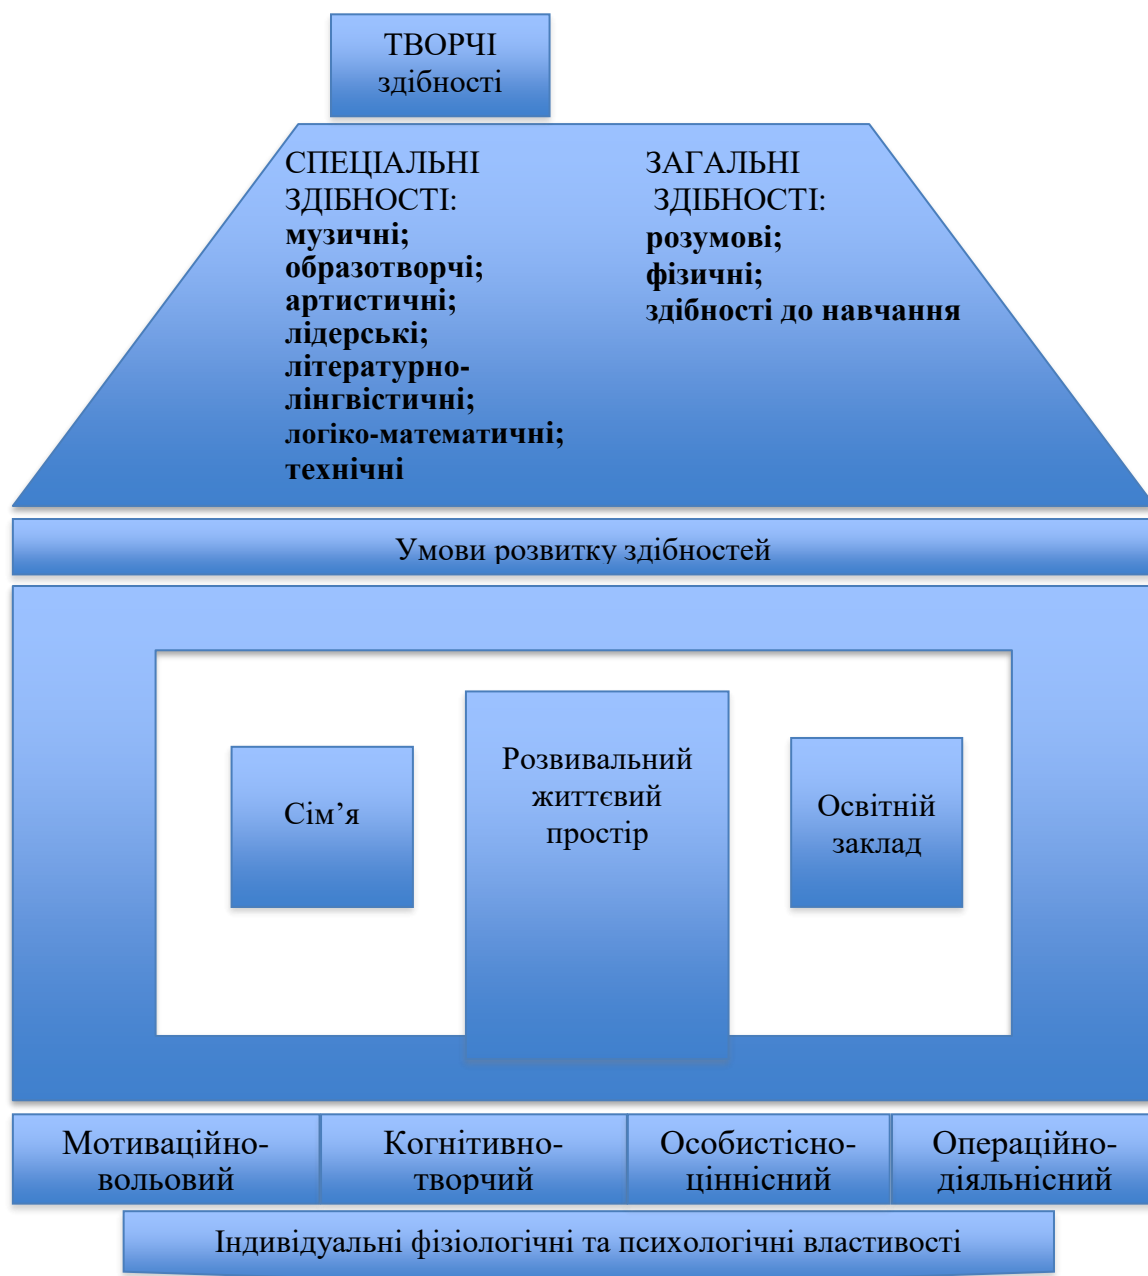 ТВОРЧІ
здібності
СПЕЦІАЛЬНІ
ЗДІБНОСТІ:
музичні;
образотворчі;
артистичні;
лідерські;
літературно-
лінгвістичні;
логіко-математичні;
технічні
ЗАГАЛЬНІ
ЗДІБНОСТІ:
розумові;
фізичні;
здібності до навчання
Умови розвитку здібностей
Сім’я
Розвивальний
життєвий
простір
Освітній
заклад
Мотиваційно-
вольовий
Когнітивно-
творчий
Особистісно-
ціннісний
Операційно-
діяльнісний
Індивідуальні фізіологічні та психологічні властивості